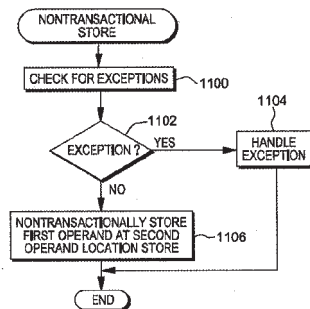 NONTRANSACTIONAL
STORE
CHECK FOR EXCEPTIONS
1100
1102
EXCEPTION ?
YES
1104
HANDLE
EXCEPTION
NO
NONTRANSACTIONALLY STORE
FIRST OPERAND AT SECOND
OPERAND LOCATION STORE
1106
END